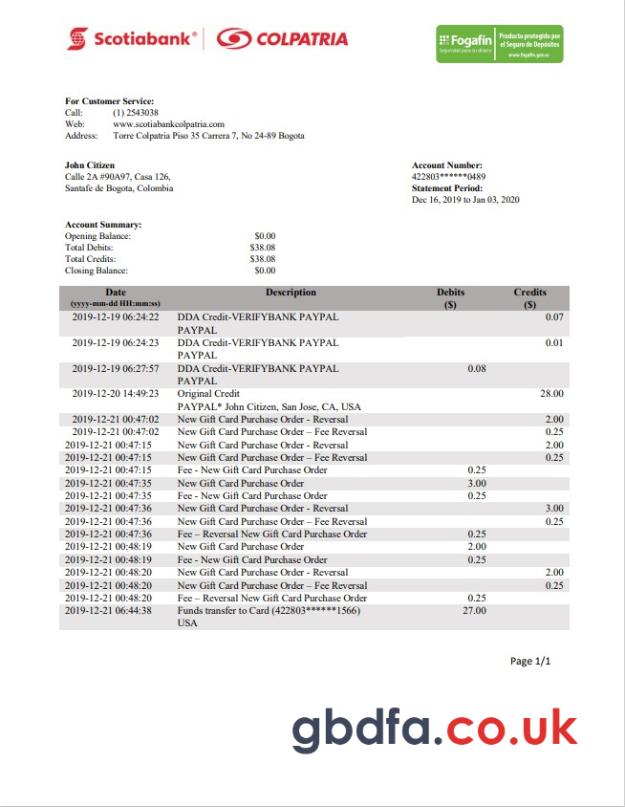 Scotiabank® COLPATRIA
Fogafín
Seguridad para tu dinero
Producto protegido por
el Seguro de Depósitos
www.fogafin.gov.co
For Customer Service:
Call: (1) 2543038
Web: www.scotiabankcolpatria.com
Address: Torre Colpatria Piso 35 Carrera 7, No 24-89 Bogota
John Citizen
Calle 2A #90A97, Casa 126,
Santafe de Bogota, Colombia
Account Number:
422803******0489
Statement Period:
Dec 16, 2019 to Jan 03, 2020
Account Summary:
Opening Balance: $0.00
Total Debits: $38.08
Total Credits: $38.08
Closing Balance: $0.00
Date Description Debits Credits
(yyyy-mm-dd HH:mm:ss) ($) ($)
2019-12-19 06:24:22 DDA Credit-VERIFYBANK PAYPAL 0.07
PAYPAL
2019-12-19 06:24:23 DDA Credit-VERIFYBANK PAYPAL 0.01
PAYPAL
2019-12-19 06:27:57 DDA Credit-VERIFYBANK PAYPAL 0.08
PAYPAL
2019-12-20 14:49:23 Original Credit 28.00
PAYPAL* John Citizen, San Jose, CA, USA
2019-12-21 00:47:02 New Gift Card Purchase Order - Reversal 2.00
2019-12-21 00:47:02 New Gift Card Purchase Order – Fee Reversal 0.25
2019-12-21 00:47:15 New Gift Card Purchase Order - Reversal 2.00
2019-12-21 00:47:15 New Gift Card Purchase Order – Fee Reversal 0.25
2019-12-21 00:47:15 Fee - New Gift Card Purchase Order 0.25
2019-12-21 00:47:35 New Gift Card Purchase Order 3.00
2019-12-21 00:47:35 Fee - New Gift Card Purchase Order 0.25
2019-12-21 00:47:36 New Gift Card Purchase Order - Reversal 3.00
2019-12-21 00:47:36 New Gift Card Purchase Order – Fee Reversal 0.25
2019-12-21 00:47:36 Fee – Reversal New Gift Card Purchase Order 0.25
2019-12-21 00:48:19 New Gift Card Purchase Order 2.00
2019-12-21 00:48:19 Fee - New Gift Card Purchase Order 0.25
2019-12-21 00:48:20 New Gift Card Purchase Order - Reversal 2.00
2019-12-21 00:48:20 New Gift Card Purchase Order – Fee Reversal 0.25
2019-12-21 00:48:20 Fee – Reversal New Gift Card Purchase Order 0.25
2019-12-21 06:44:38 Funds transfer to Card (422803******1566) 27.00
USA
Page 1/1
gbdfa.co.uk